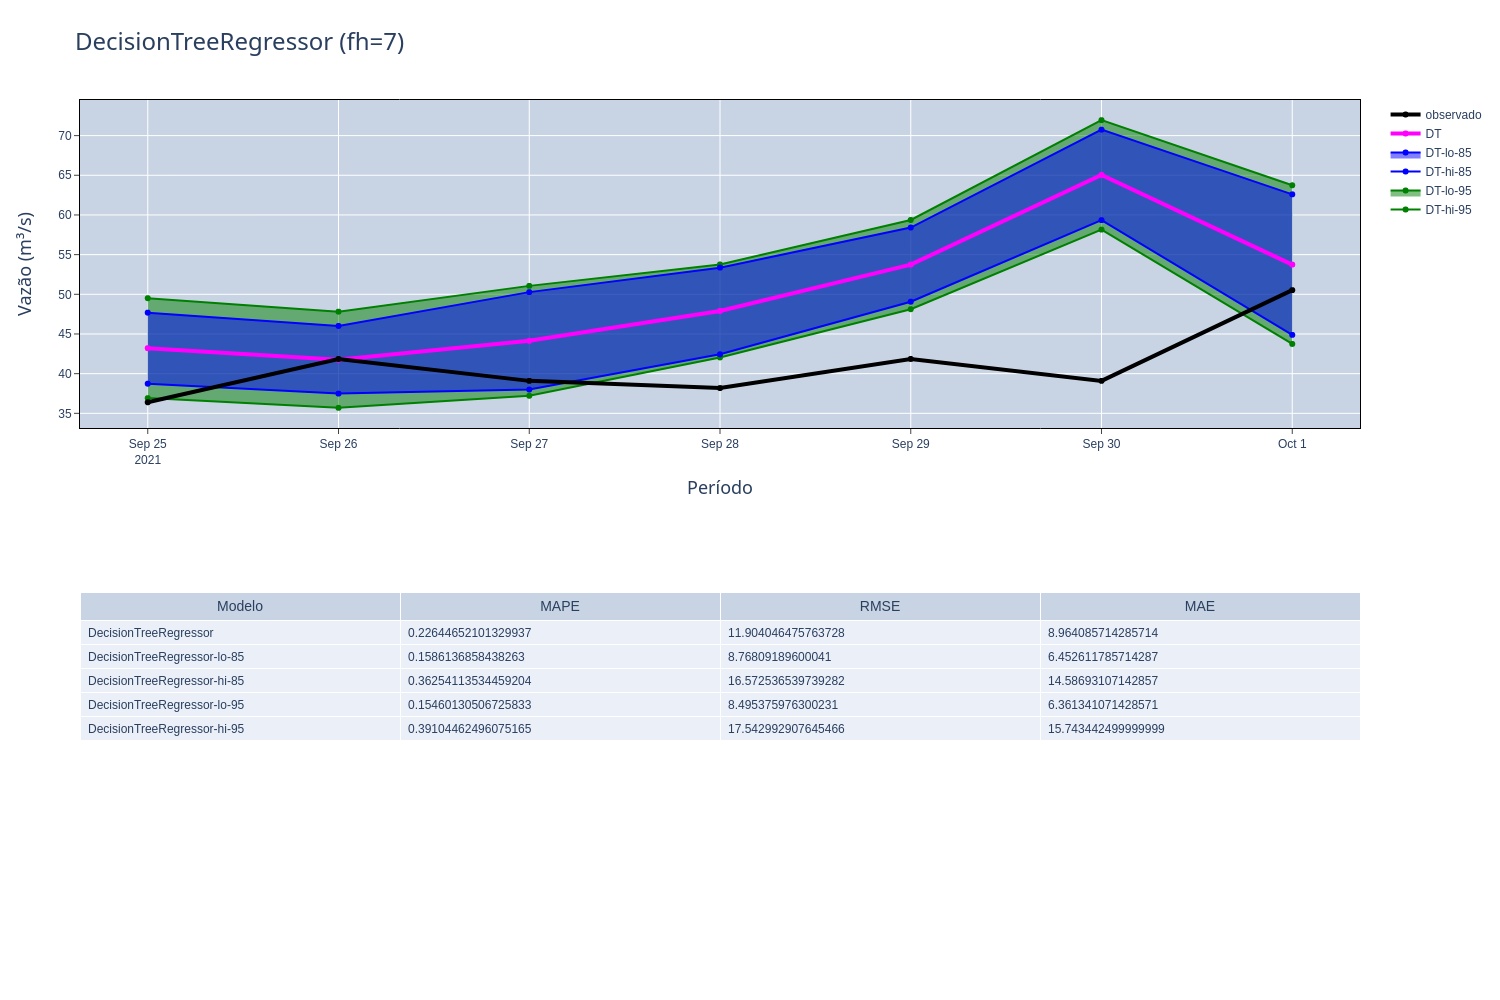 DecisionTreeRegressor (fh=7)
Vazão (m³/s)
70
65
60
55
50
45
40
35
Sep 25 Sep 26 Sep 27 Sep 28 Sep 29 Sep 30 Oct 1
2021
Período
observado
DT
DT-lo-85
DT-hi-85
DT-lo-95
DT-hi-95
Modelo MAPE RMSE MAE
DecisionTreeRegressor 0.22644652101329937 11.904046475763728 8.964085714285714
DecisionTreeRegressor-lo-85 0.1586136858438263 8.76809189600041 6.452611785714287
DecisionTreeRegressor-hi-85 0.36254113534459204 16.572536539739282 14.58693107142857
DecisionTreeRegressor-lo-95 0.15460130506725833 8.495375976300231 6.361341071428571
DecisionTreeRegressor-hi-95 0.39104462496075165 17.542992907645466 15.743442499999999